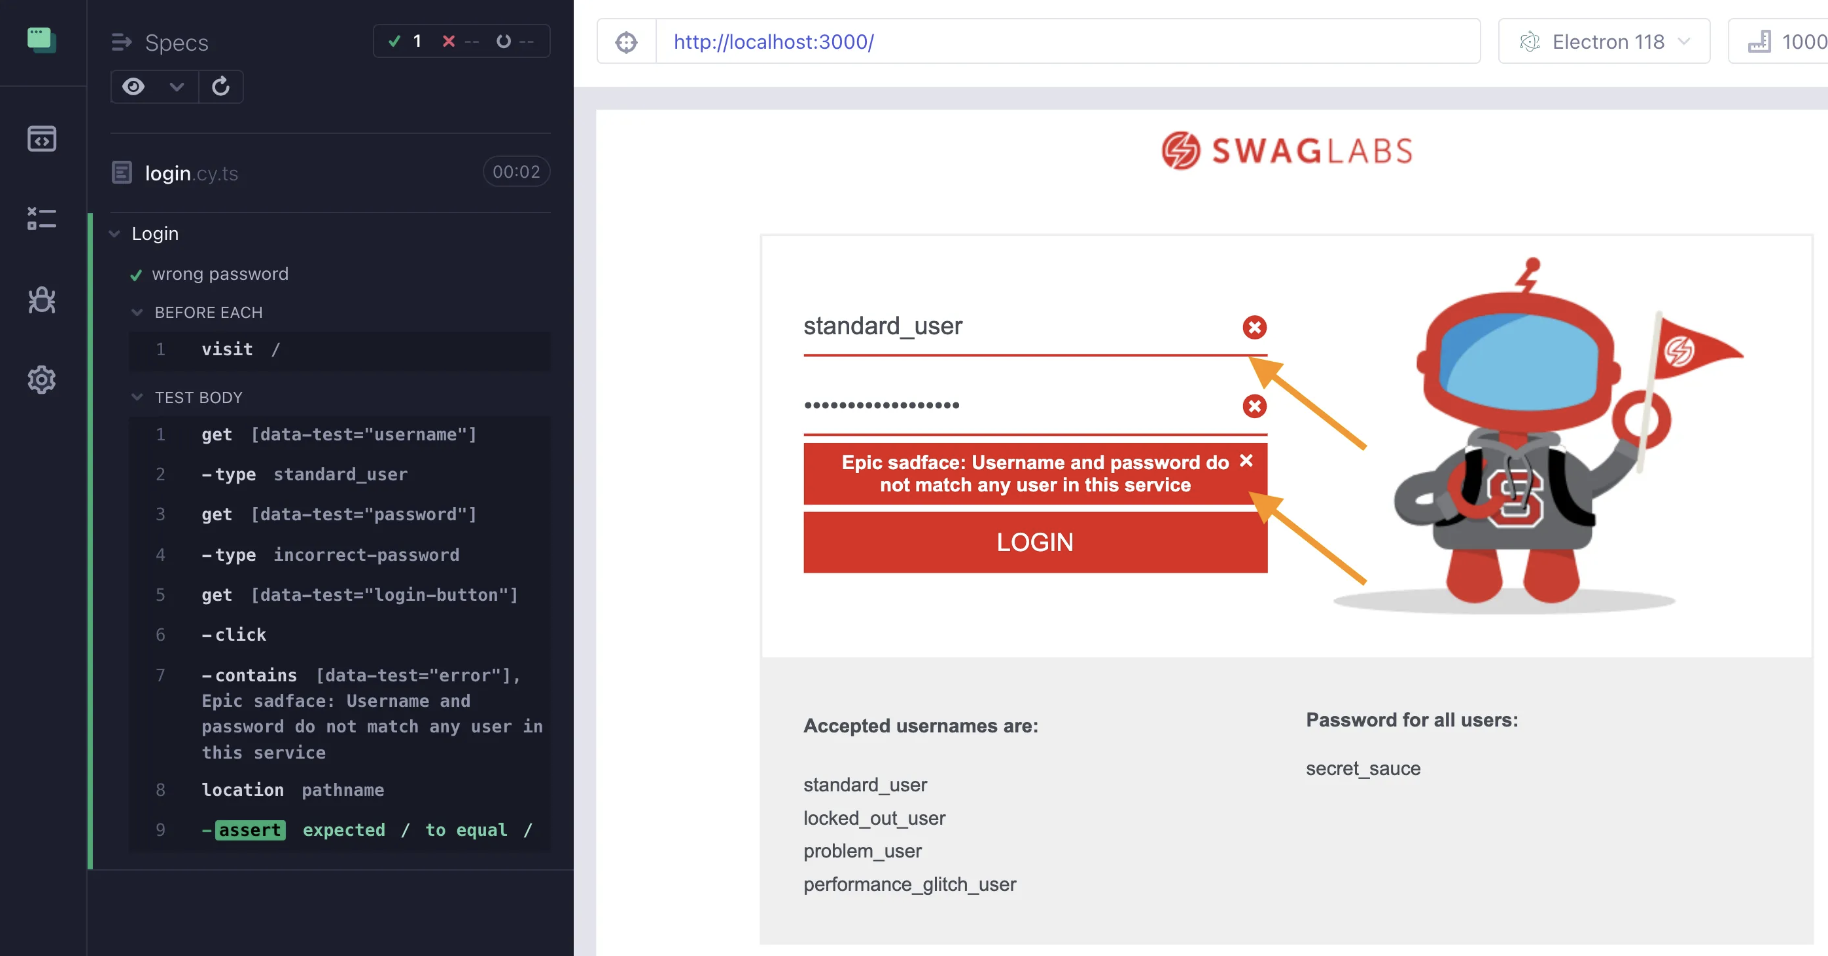 Specs
1
--
--
login.cy.ts
00:02
Login
wrong password
BEFORE EACH
1 visit /
TEST BODY
1 get [data-test="username"]
2 -type standard_user
3 get [data-test="password"]
4 -type incorrect-password
5 get [data-test="login-button"]
6 -click
7 -contains [data-test="error"],
Epic sadface: Username and
password do not match any user in
this service
8 location pathname
9 -assert expected / to equal /
http://localhost:3000/
Electron 118
1000
SWAGLABS
standard_user
••••••••••••••••••
Epic sadface: Username and password do
not match any user in this service
LOGIN
S
Accepted usernames are:
standard_user
locked_out_user
problem_user
performance_glitch_user
Password for all users:
secret_sauce